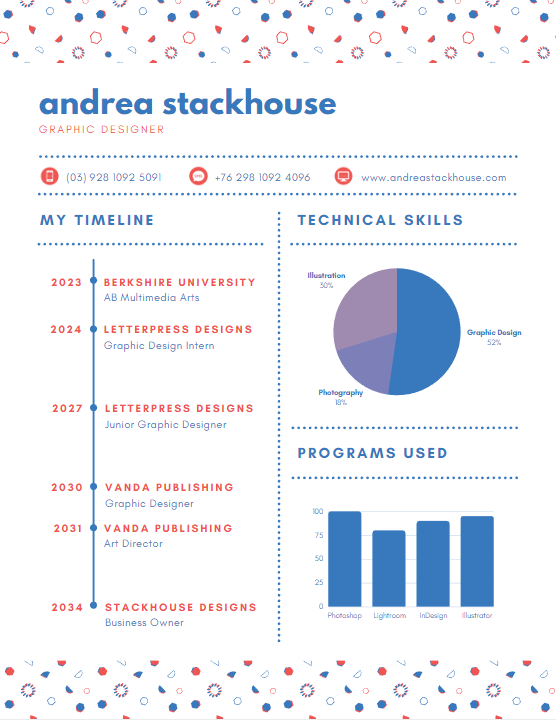 andrea stackhouse
GRAPHIC DESIGNER
(03) 928 1092 5091
+76 298 1092 4096
www.andreastackhouse.com
MY TIMELINE
2023 BERKSHIRE UNIVERSITY
AB Multimedia Arts
2024 LETTERPRESS DESIGNS
Graphic Design Intern
2027 LETTERPRESS DESIGNS
Junior Graphic Designer
2030 VANDA PUBLISHING
Graphic Designer
2031 VANDA PUBLISHING
Art Director
2034 STACKHOUSE DESIGNS
Business Owner
TECHNICAL SKILLS
Illustration
30%
Graphic Design
52%
Photography
18%
PROGRAMS USED
100
75
50
25
0
Photoshop Lightroom InDesign Illustrator